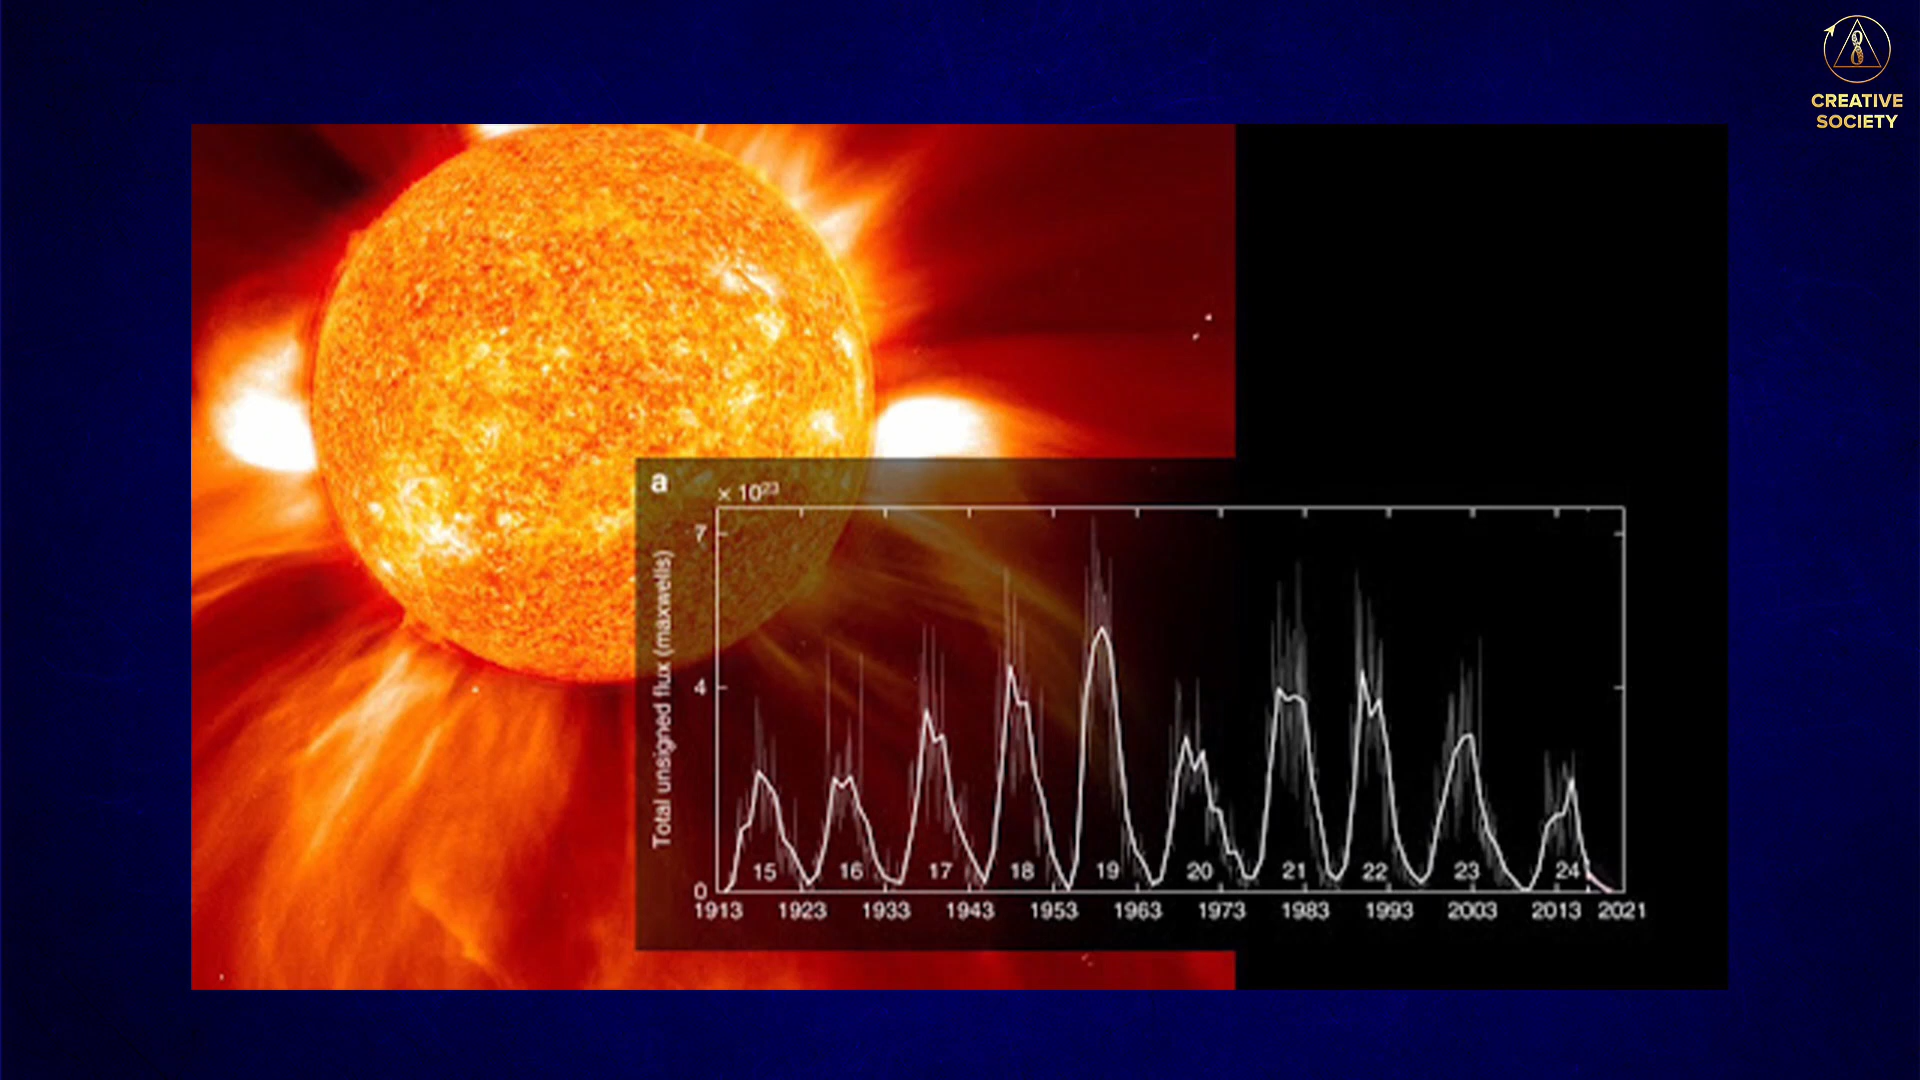 CREATIVE
SOCIETY
a
× 10²³
7
4
0
Total unsigned flux (maxwells)
15 16 17 18 19 20 21 22 23 24
1913 1923 1933 1943 1953 1963 1973 1983 1993 2003 2013 2021